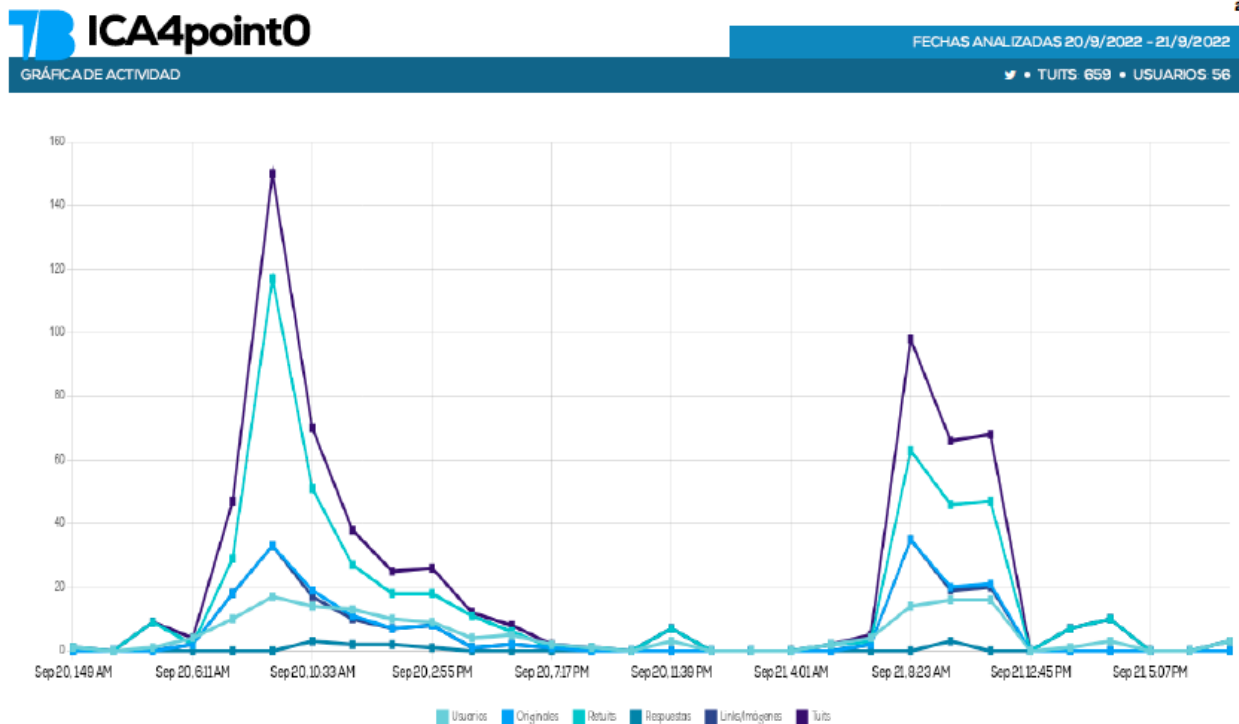 TB ICA4point0
2
FECHAS ANALIZADAS 20/9/2022 - 21/9/2022
GRÁFICA DE ACTIVIDAD
• TUITS: 659 • USUARIOS: 56
160
140
120
100
80
60
40
20
0
Sep 20, 1:49 AM Sep 20, 6:11 AM Sep 20, 10:33 AM Sep 20, 2:55 PM Sep 20, 7:17 PM Sep 20, 11:39 PM Sep 21, 4:01 AM Sep 21, 8:23 AM Sep 21, 12:45 PM Sep 21, 5:07 PM
Usuarios Originales Retuits Respuestas Links/Imágenes Tuits